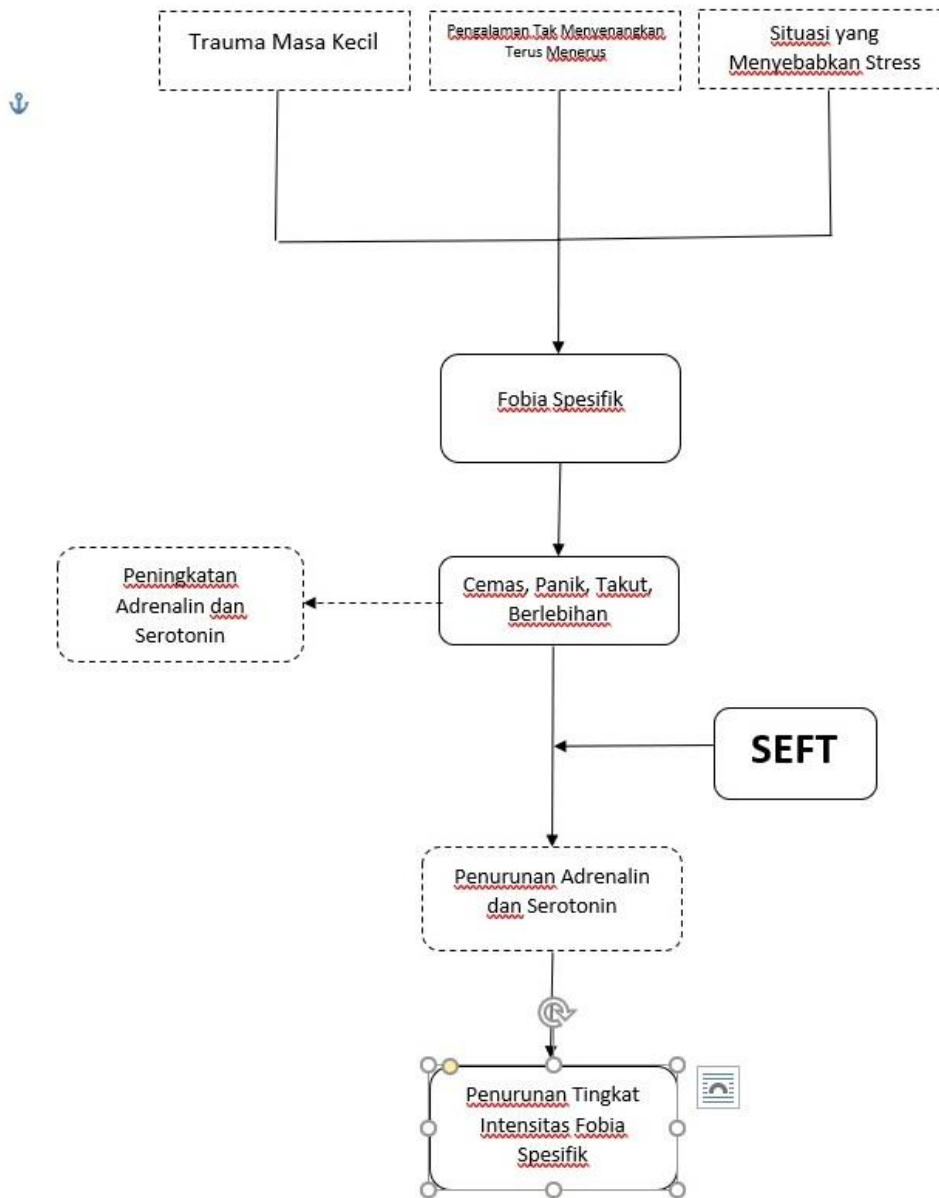 Trauma Masa Kecil
Pengalaman Tak Menyenangkan
Terus Menerus
Situasi yang
Menyebabkan Stress
Fobia Spesifik
Peningkatan
Adrenalin dan
Serotonin
Cemas, Panik, Takut,
Berlebihan
SEFT
Penurunan Adrenalin
dan Serotonin
Penurunan Tingkat
Intensitas Fobia
Spesifik